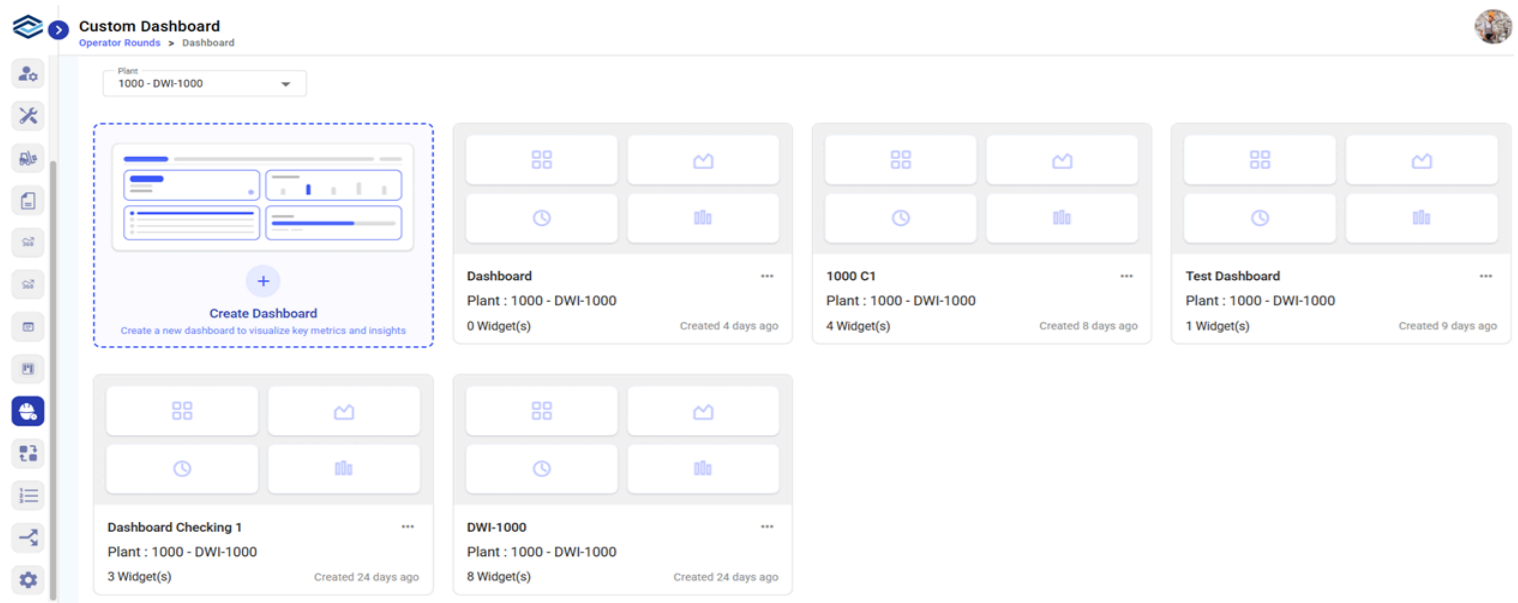 Custom Dashboard
Operator Rounds > Dashboard
Plant
1000 - DWI-1000
Create Dashboard
Create a new dashboard to visualize key metrics and insights
Dashboard
Plant : 1000 - DWI-1000
0 Widget(s) Created 4 days ago
1000 C1
Plant : 1000 - DWI-1000
4 Widget(s) Created 8 days ago
Test Dashboard
Plant : 1000 - DWI-1000
1 Widget(s) Created 9 days ago
Dashboard Checking 1
Plant : 1000 - DWI-1000
3 Widget(s) Created 24 days ago
DWI-1000
Plant : 1000 - DWI-1000
8 Widget(s) Created 24 days ago